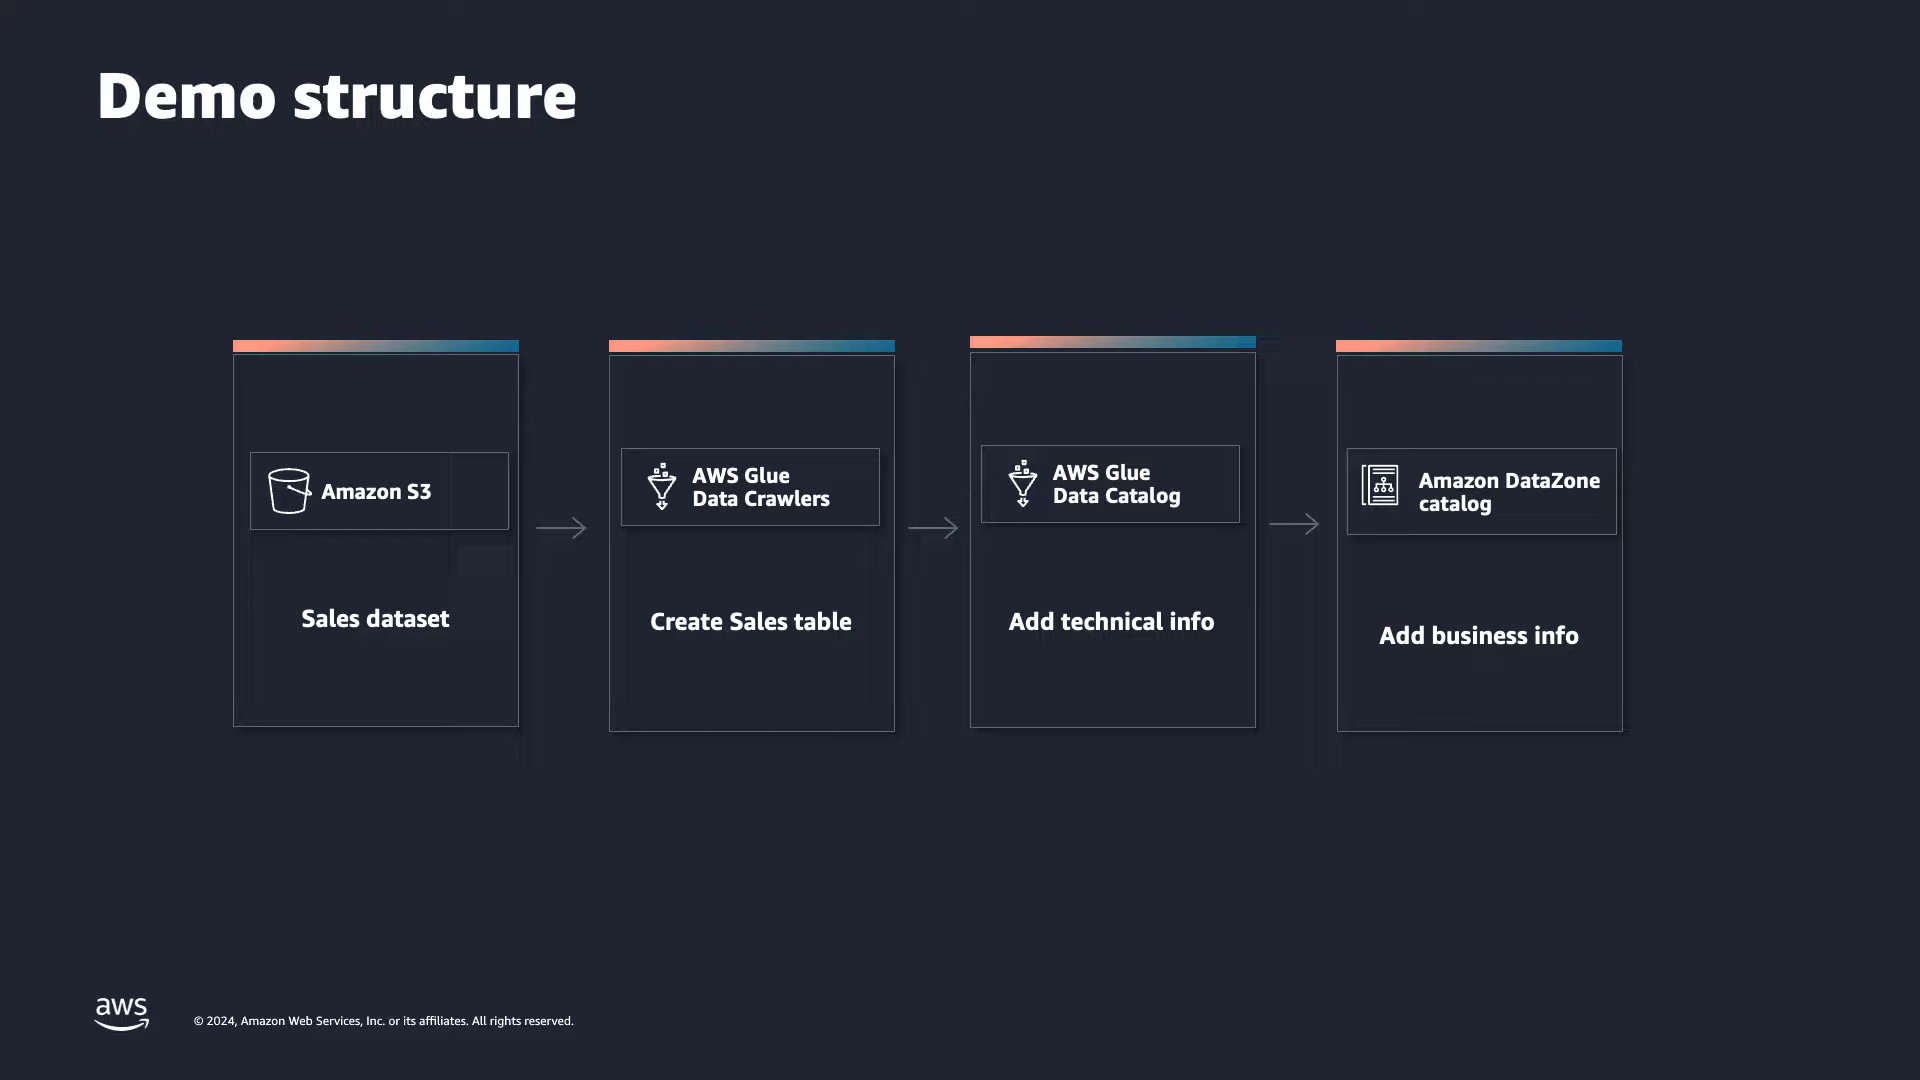 Demo structure
Amazon S3
Sales dataset
AWS Glue
Data Crawlers
Create Sales table
AWS Glue
Data Catalog
Add technical info
Amazon DataZone
catalog
Add business info
aws
© 2024, Amazon Web Services, Inc. or its affiliates. All rights reserved.